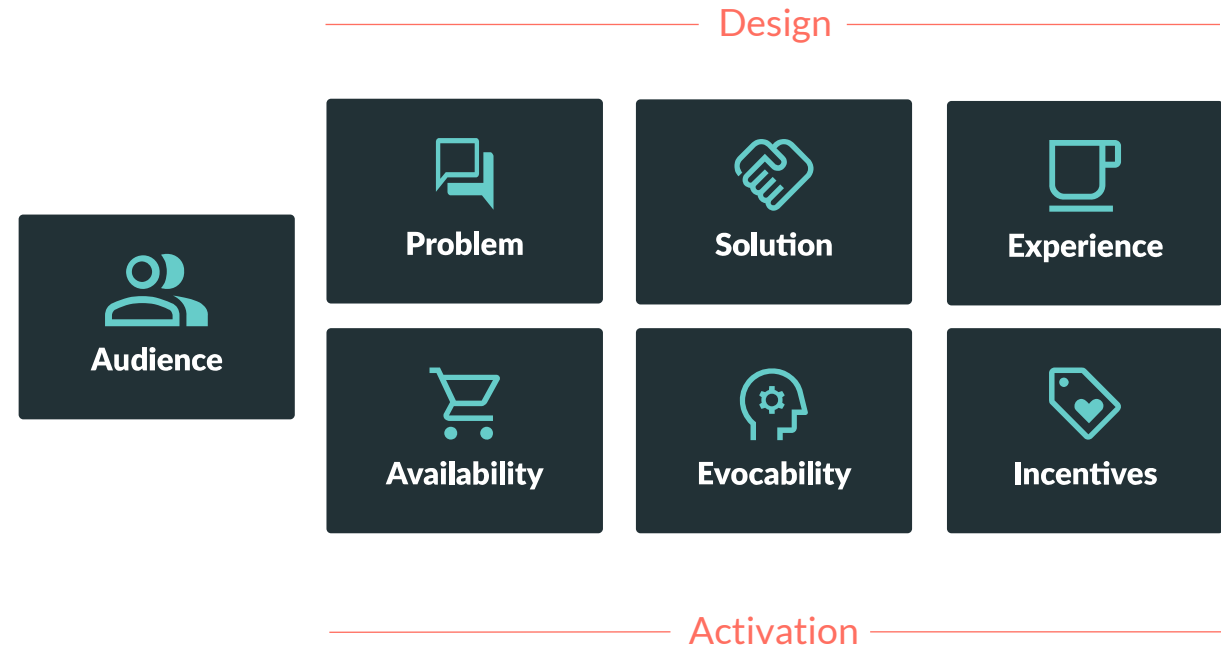 Design
Problem
Solution
Experience
Audience
Availability
Evocability
Incentives
Activation